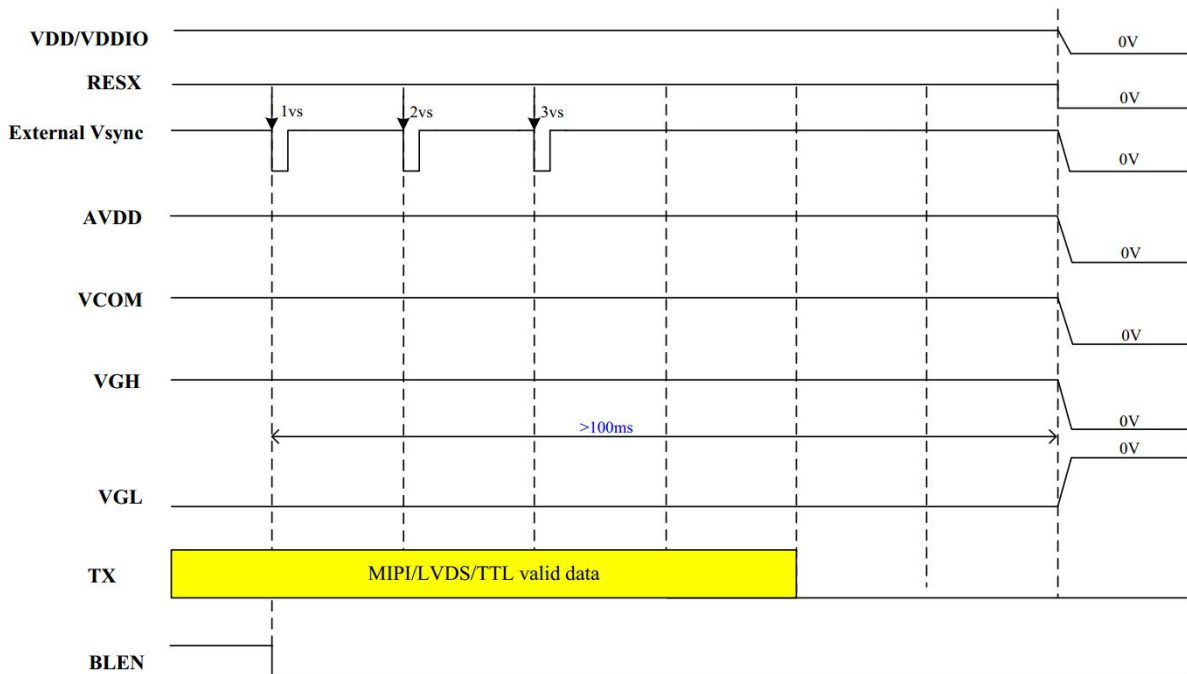 VDD/VDDIO
0V
RESX
0V
1vs 2vs 3vs
External Vsync
0V
AVDD
0V
VCOM
0V
VGH
0V
>100ms
0V
VGL
TX
MIPI/LVDS/TTL valid data
BLEN